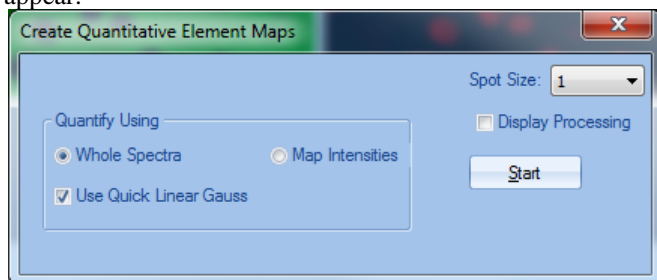 appear.
Create Quantitative Element Maps
Spot Size: 1
Quantify Using
Display Processing
Whole Spectra Map Intensities
Start
Use Quick Linear Gauss